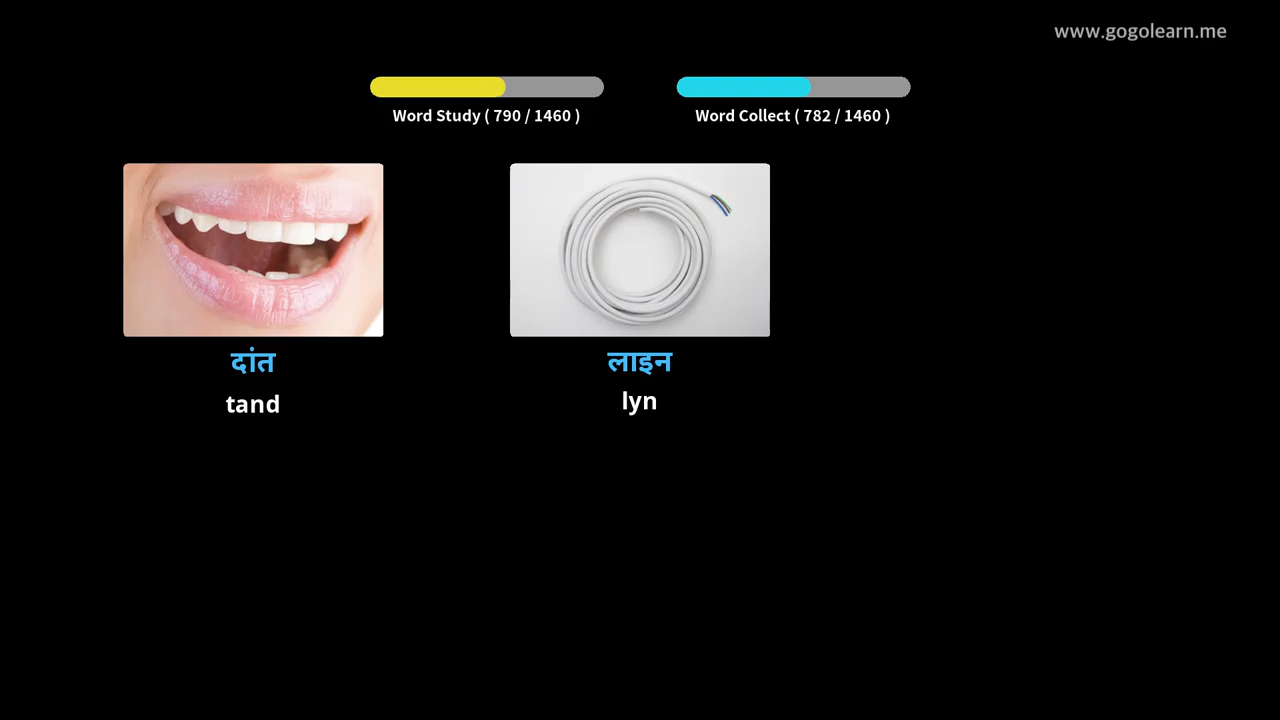 www.gogolearn.me
Word Study ( 790 / 1460 )
Word Collect ( 782 / 1460 )
दांत
tand
लाइन
lyn